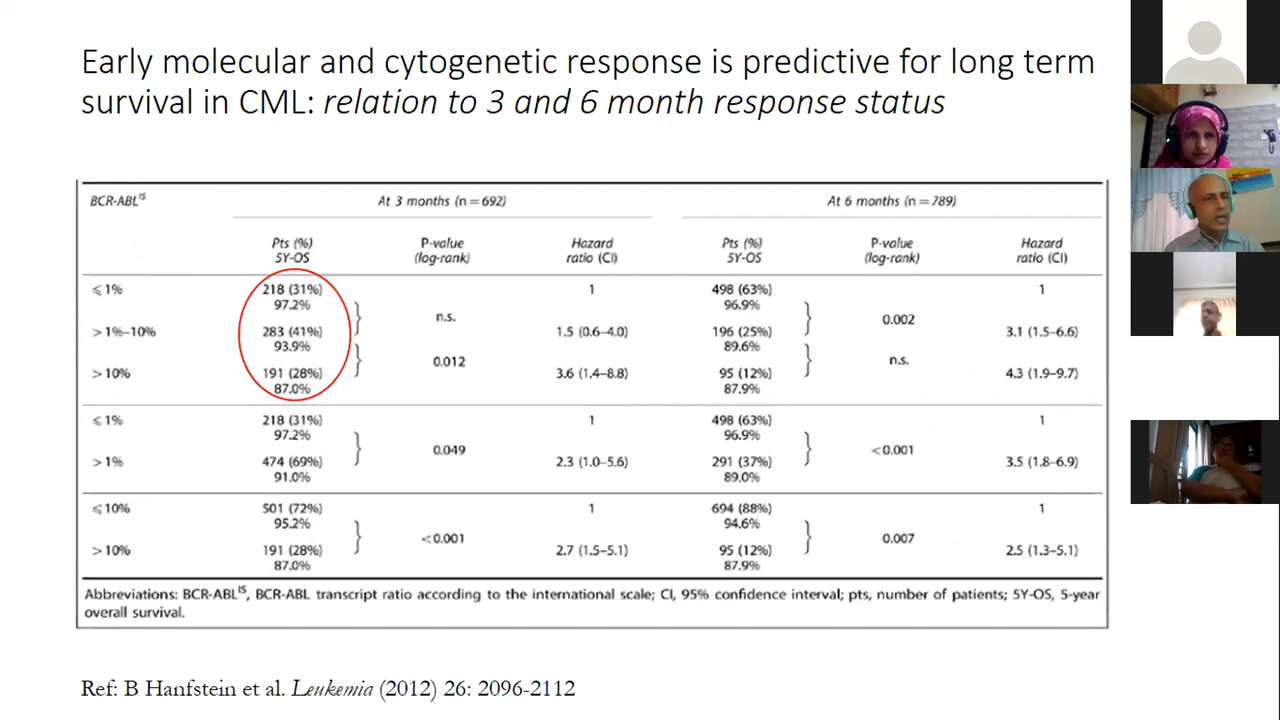 Early molecular and cytogenetic response is predictive for long term
survival in CML: relation to 3 and 6 month response status
BCR-ABLᴵˢ At 3 months (n=692) At 6 months (n=789)
Pts (%) P-value Hazard Pts (%) P-value Hazard
5Y-OS (log-rank) ratio (CI) 5Y-OS (log-rank) ratio (CI)
⩽1% 218 (31%) 1 498 (63%) 1
97.2% 96.9%
n.s. 0.002
>1%–10% 283 (41%) 1.5 (0.6–4.0) 196 (25%) 3.1 (1.5–6.6)
93.9% 89.6%
0.012 n.s.
>10% 191 (28%) 3.6 (1.4–8.8) 95 (12%) 4.3 (1.9–9.7)
87.0% 87.9%
⩽1% 218 (31%) 1 498 (63%) 1
97.2% 96.9%
0.049 <0.001
>1% 474 (69%) 2.3 (1.0–5.6) 291 (37%) 3.5 (1.8–6.9)
91.0% 89.0%
⩽10% 501 (72%) 1 694 (88%) 1
95.2% 94.6%
<0.001 0.007
>10% 191 (28%) 2.7 (1.5–5.1) 95 (12%) 2.5 (1.3–5.1)
87.0% 87.9%
Abbreviations: BCR-ABLᴵˢ, BCR-ABL transcript ratio according to the international scale; CI, 95% confidence interval; pts, number of patients; 5Y-OS, 5-year
overall survival.
Ref: B Hanfstein et al. Leukemia (2012) 26: 2096-2112